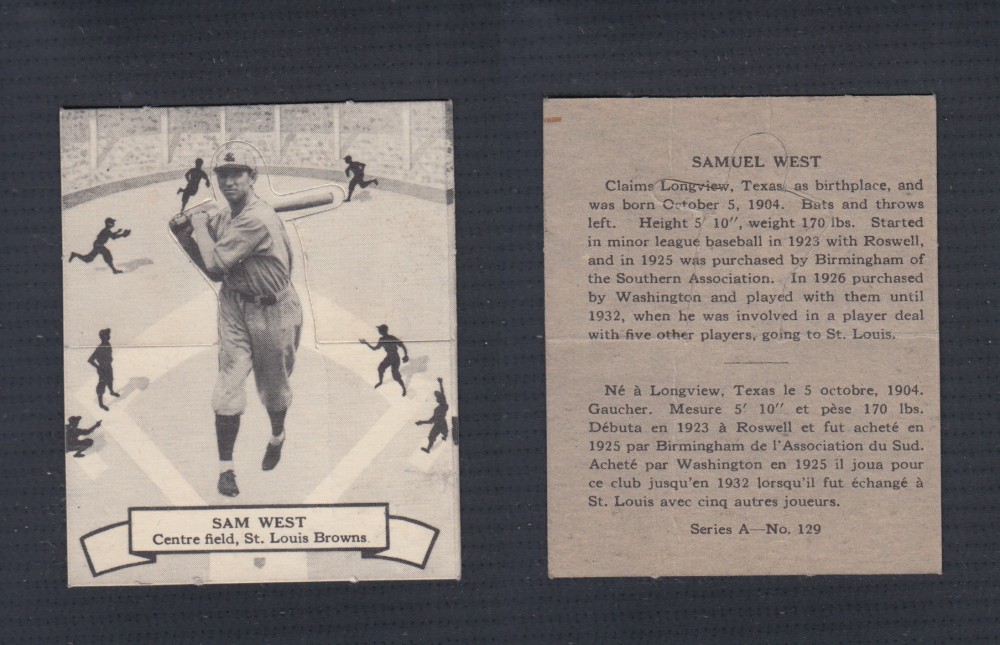 SAM WEST
Centre field, St. Louis Browns.
SAMUEL WEST
Claims Longview, Texas, as birthplace, and
was born October 5, 1904. Bats and throws
left. Height 5′ 10″, weight 170 lbs. Started
in minor league baseball in 1923 with Roswell,
and in 1925 was purchased by Birmingham of
the Southern Association. In 1926 purchased
by Washington and played with them until
1932, when he was involved in a player deal
with five other players, going to St. Louis.
Né à Longview, Texas le 5 octobre, 1904.
Gaucher. Mesure 5′ 10″ et pèse 170 lbs.
Débuta en 1923 à Roswell et fut acheté en
1925 par Birmingham de l'Association du Sud.
Acheté par Washington en 1925 il joua pour
ce club jusqu'en 1932 lorsqu'il fut échangé à
St. Louis avec cinq autres joueurs.
Series A—No. 129